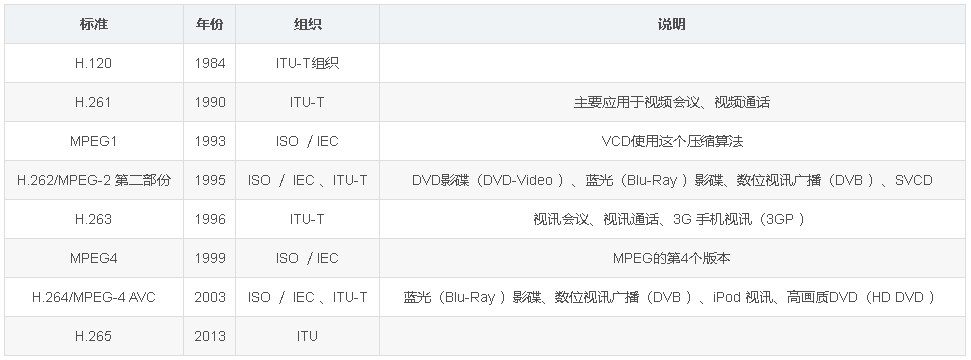 标准 年份 组织 说明
H.120 1984 ITU-T组织
H.261 1990 ITU-T 主要应用于视频会议、视频通话
MPEG1 1993 ISO /IEC VCD使用这个压缩算法
H.262/MPEG-2 第二部份 1995 ISO / IEC 、ITU-T DVD影碟（DVD-Video ）、蓝光（Blu-Ray ）影碟、数位视讯广播（DVB ）、SVCD
H.263 1996 ITU-T 视讯会议、视讯通话、3G 手机视讯（3GP ）
MPEG4 1999 ISO /IEC MPEG的第4个版本
H.264/MPEG-4 AVC 2003 ISO / IEC 、ITU-T 蓝光（Blu-Ray ）影碟、数位视讯广播（DVB ）、iPod 视讯、高画质DVD（HD DVD ）
H.265 2013 ITU